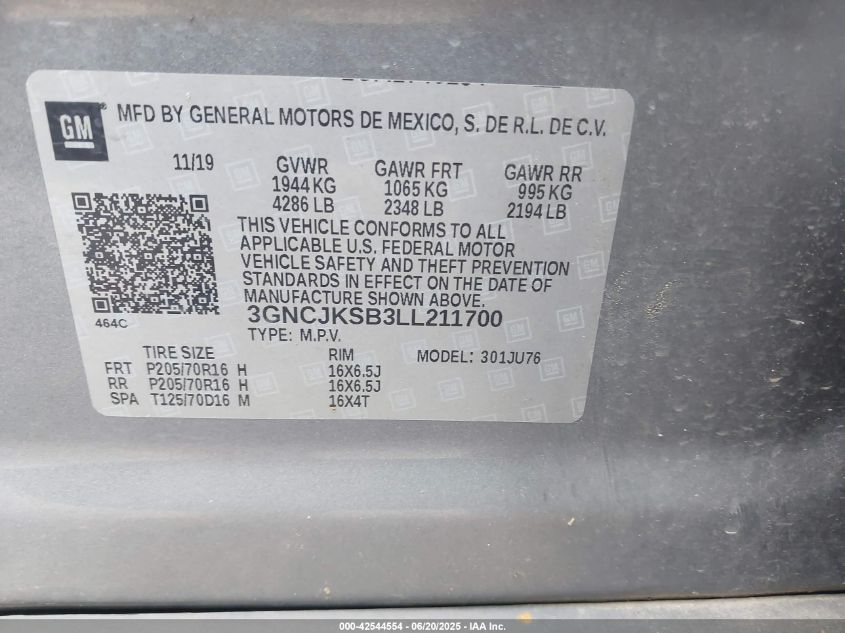 GM ® MFD BY GENERAL MOTORS DE MEXICO, S. DE R.L. DE C.V.
11/19 GVWR GAWR FRT GAWR RR
1944 KG 1065 KG 995 KG
4286 LB 2348 LB 2194 LB
THIS VEHICLE CONFORMS TO ALL
APPLICABLE U.S. FEDERAL MOTOR
VEHICLE SAFETY AND THEFT PREVENTION
STANDARDS IN EFFECT ON THE DATE OF
MANUFACTURE SHOWN ABOVE.
464C
3GNCJKSB3LL211700
TYPE: M.P.V.
TIRE SIZE RIM MODEL: 301JU76
FRT P205/70R16 H 16X6.5J
RR P205/70R16 H 16X6.5J
SPA T125/70D16 M 16X4T
000-42544554 / 06/20/2025 - IAA Inc.